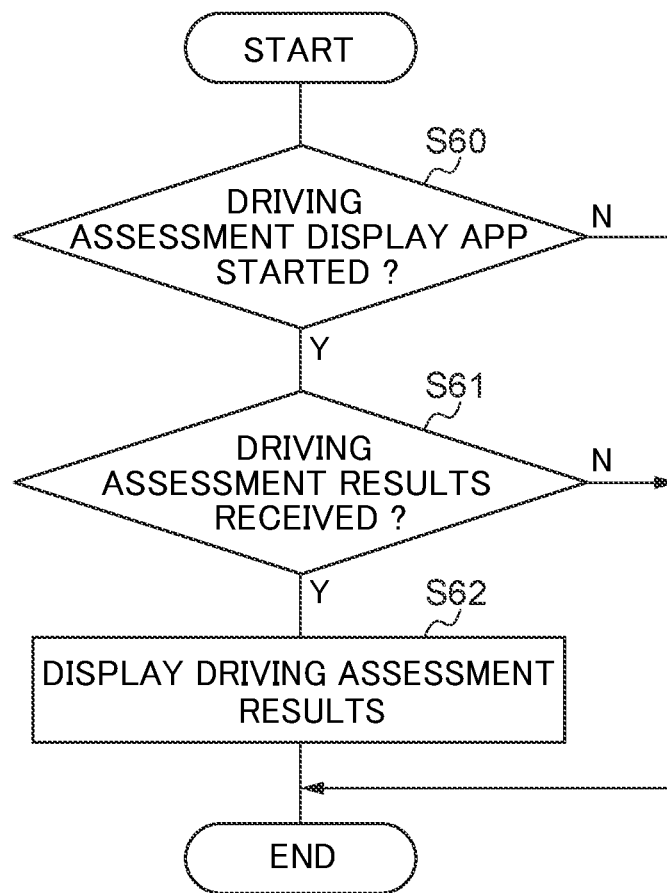 START
S60
DRIVING
ASSESSMENT DISPLAY APP
STARTED ?
N
Y
S61
DRIVING
ASSESSMENT RESULTS
RECEIVED ?
N
Y
S62
DISPLAY DRIVING ASSESSMENT
RESULTS
END